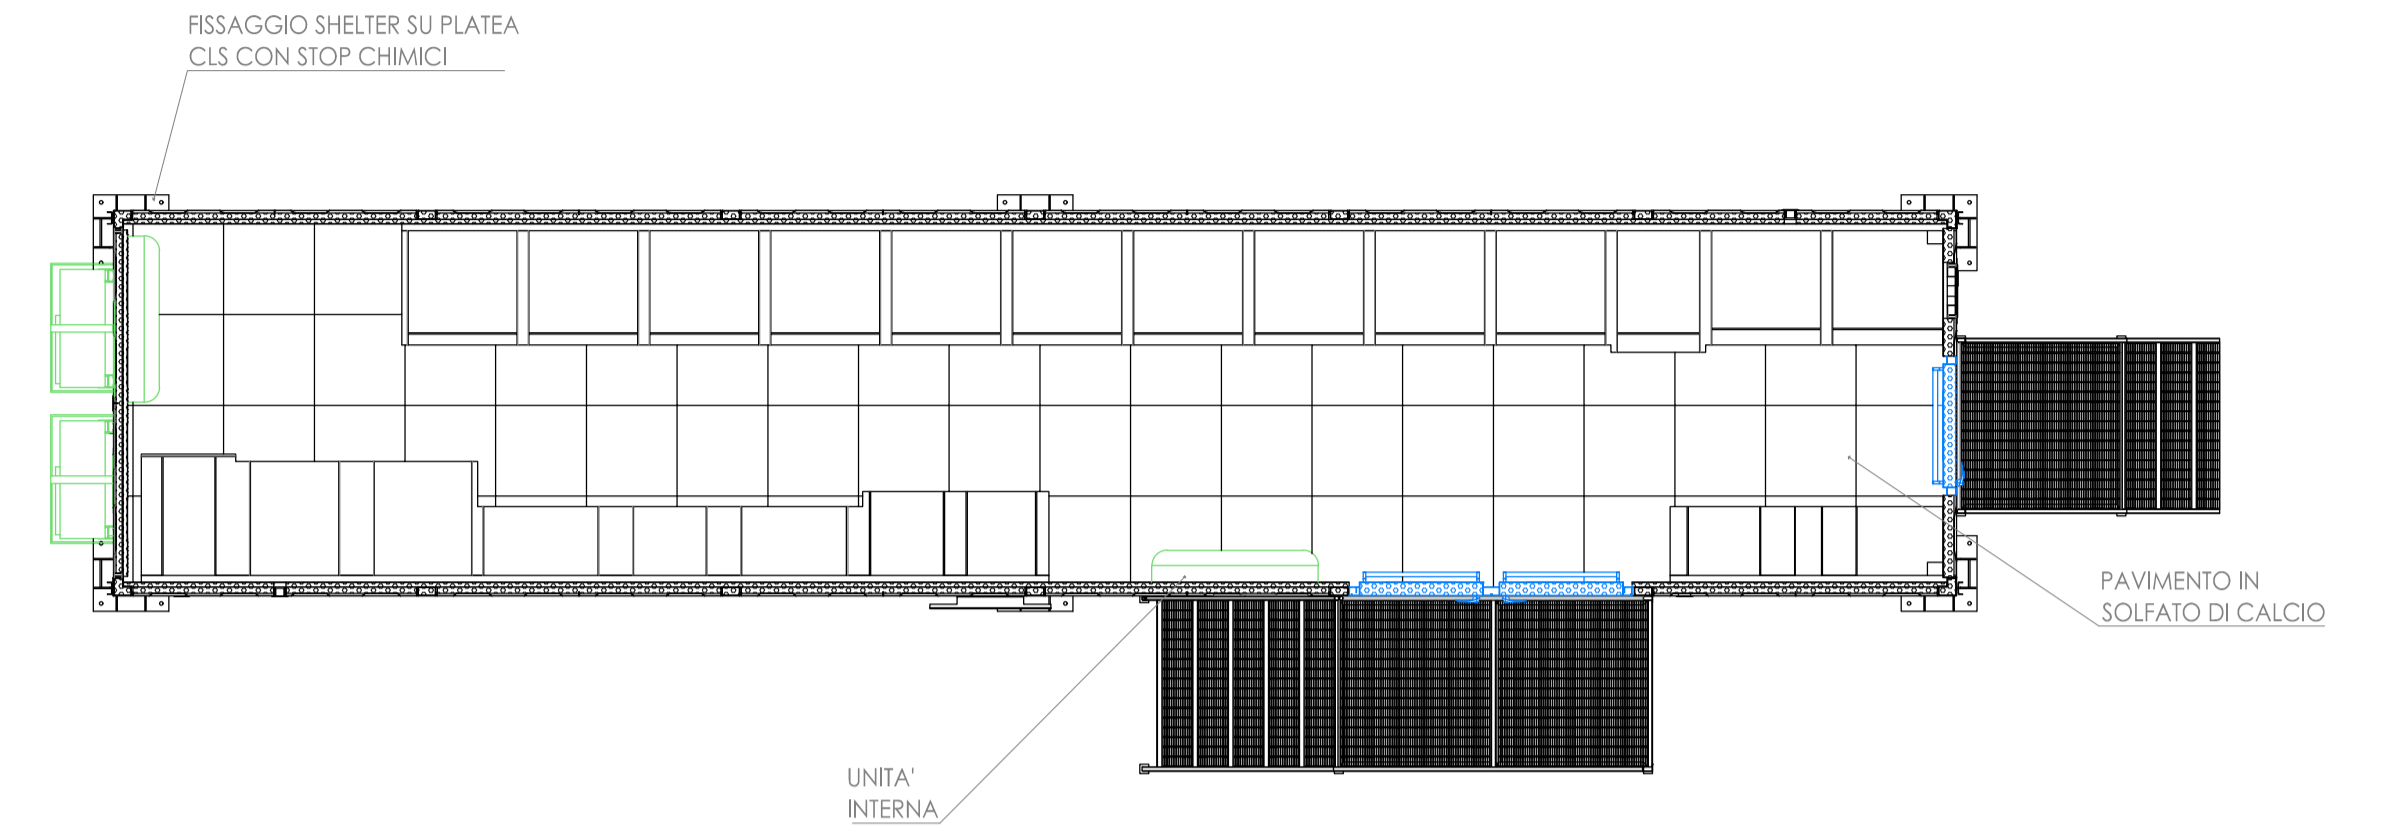 FISSAGGIO SHELTER SU PLATEA
CLS CON STOP CHIMICI
PAVIMENTO IN
SOLFATO DI CALCIO
UNITA'
INTERNA